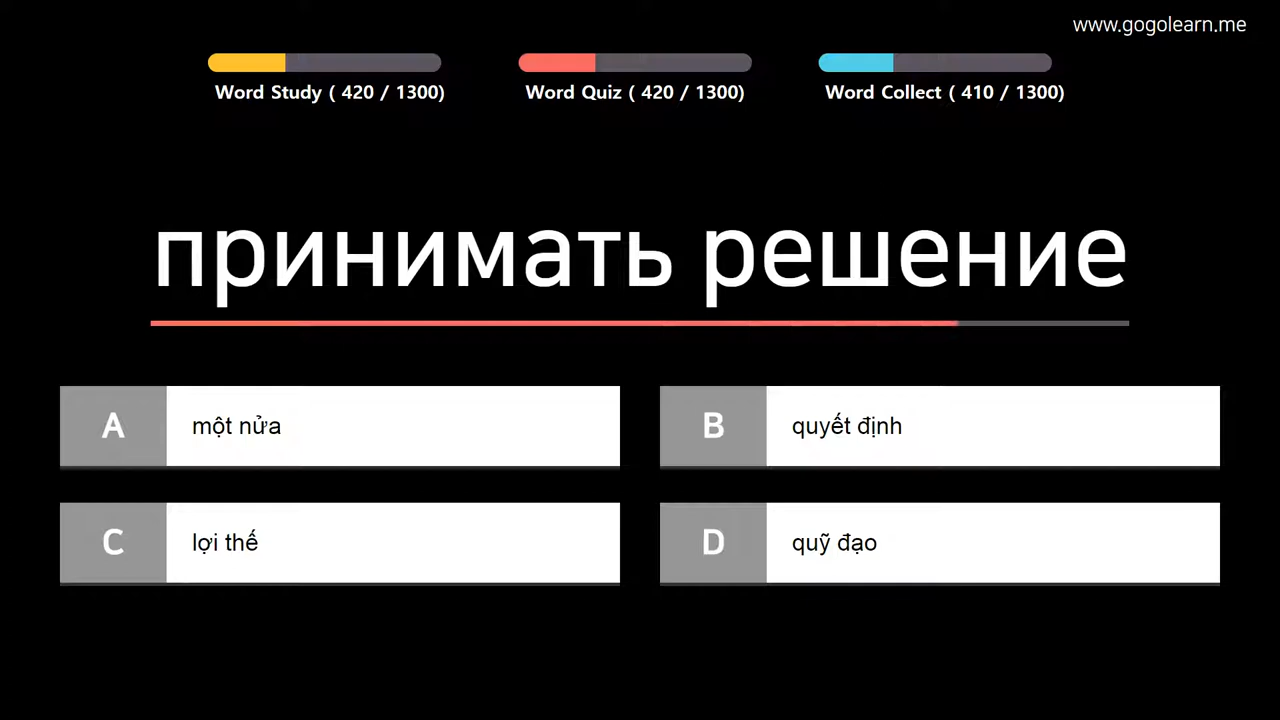 www.gogolearn.me
Word Study ( 420 / 1300)
Word Quiz ( 420 / 1300)
Word Collect ( 410 / 1300)
принимать решение
A
một nửa
B
quyết định
C
lợi thế
D
quỹ đạo